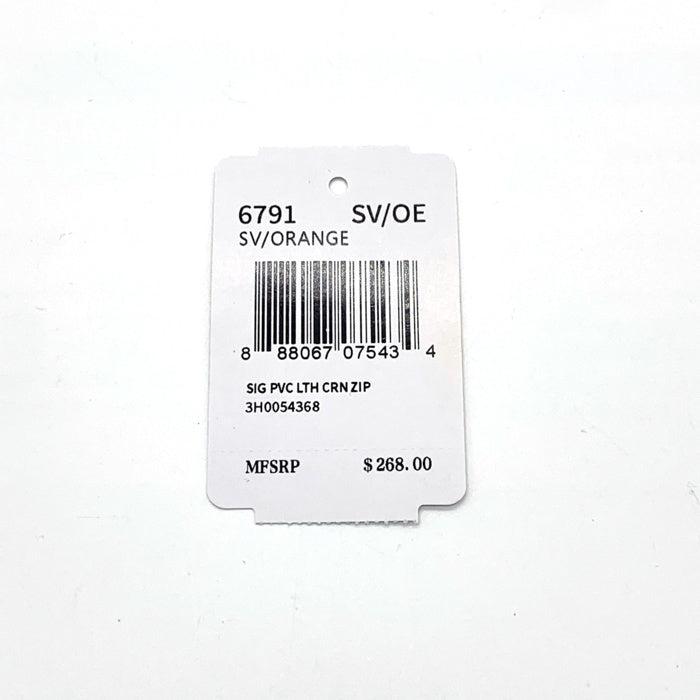 6791 SV/OE
SV/ORANGE
8 88067 07543 4
SIG PVC LTH CRN ZIP
3H0054368
MFSRP $268.00